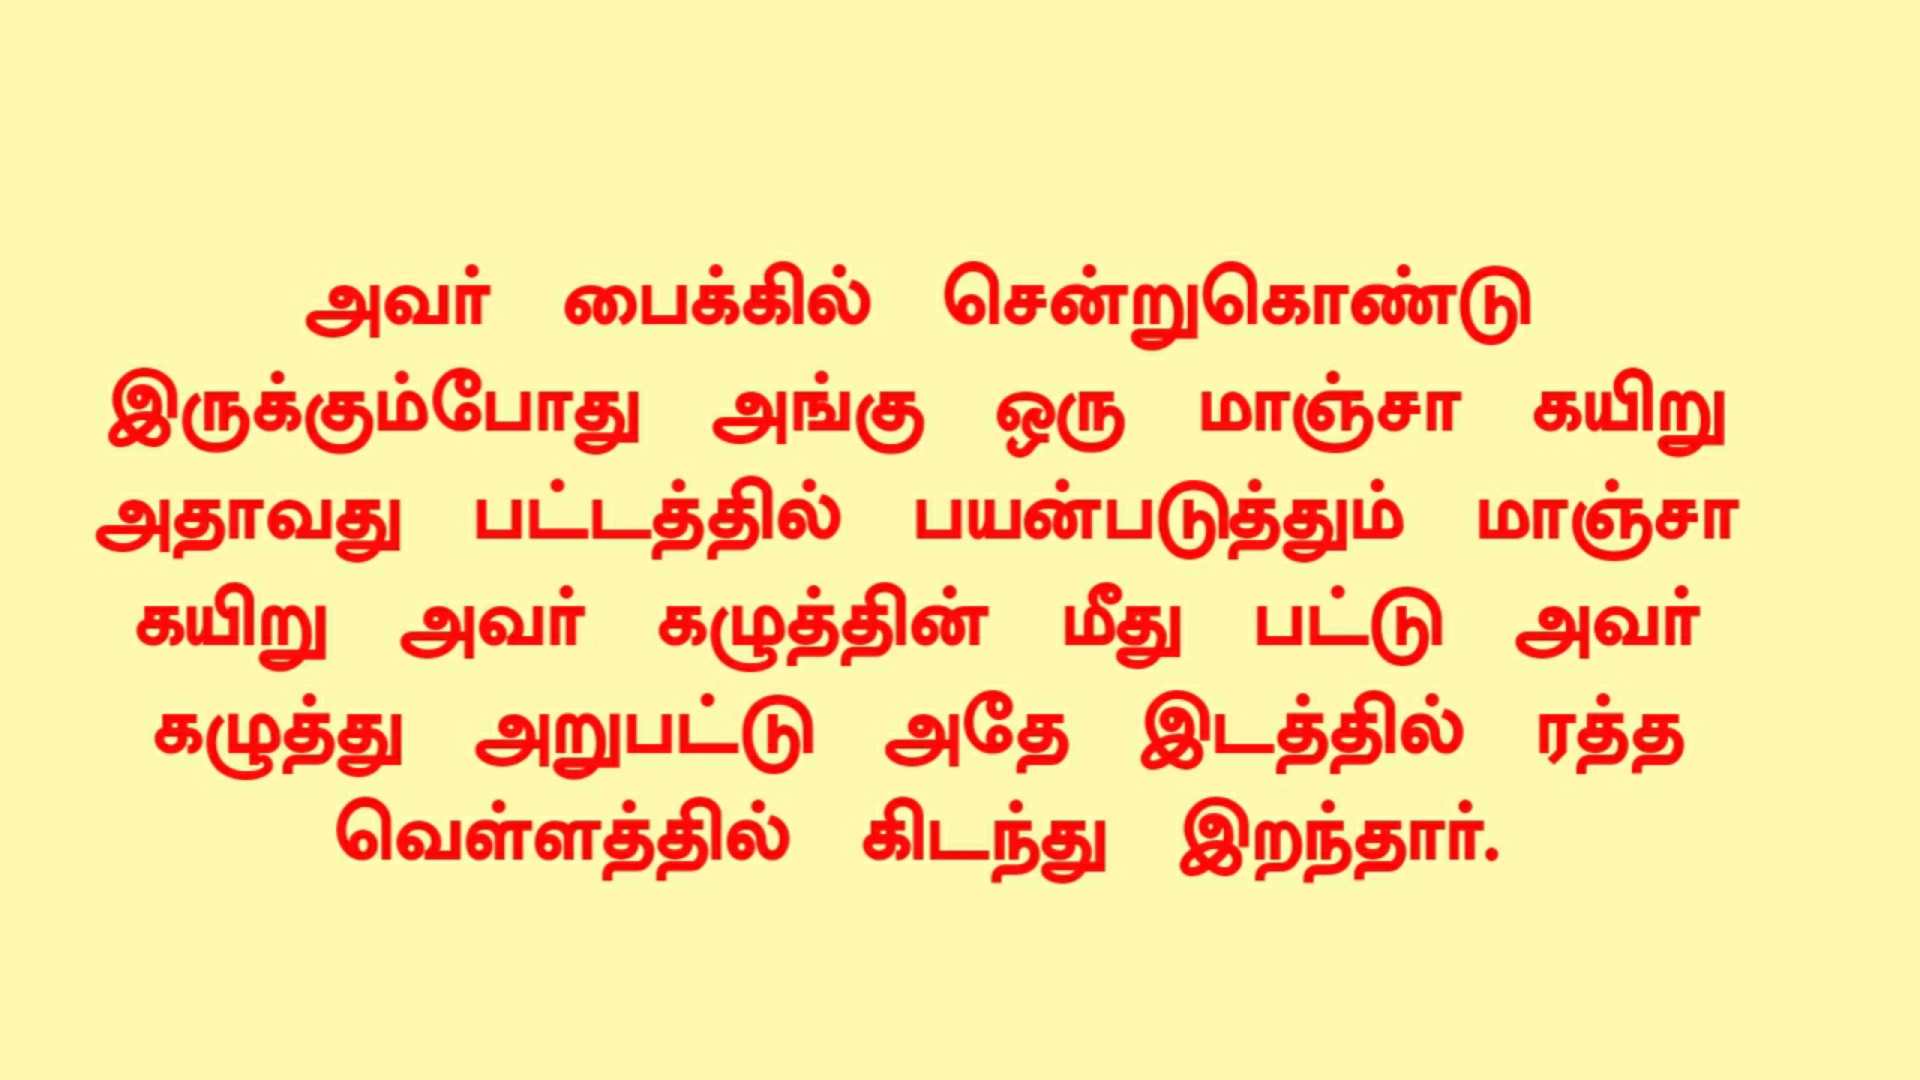 அவர் பைக்கில் சென்றுகொண்டு
இருக்கும்போது அங்கு ஒரு மாஞ்சா கயிறு
அதாவது பட்டத்தில் பயன்படுத்தும் மாஞ்சா
கயிறு அவர் கழுத்தின் மீது பட்டு அவர்
கழுத்து அறுபட்டு அதே இடத்தில் ரத்த
வெள்ளத்தில் கிடந்து இறந்தார்.